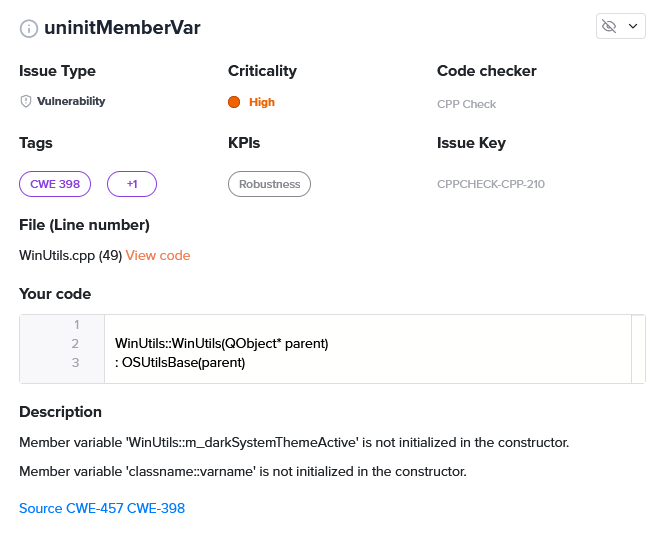 uninitMemberVar
Issue Type
Criticality
Code checker
Vulnerability
High
CPP Check
Tags
KPIs
Issue Key
CWE 398
+1
Robustness
CPPCHECK-CPP-210
File (Line number)
WinUtils.cpp (49) View code
Your code
1
2 WinUtils::WinUtils(QObject* parent)
3 : OSUtilsBase(parent)
Description
Member variable 'WinUtils::m_darkSystemThemeActive' is not initialized in the constructor.
Member variable 'classname::varname' is not initialized in the constructor.
Source CWE-457 CWE-398